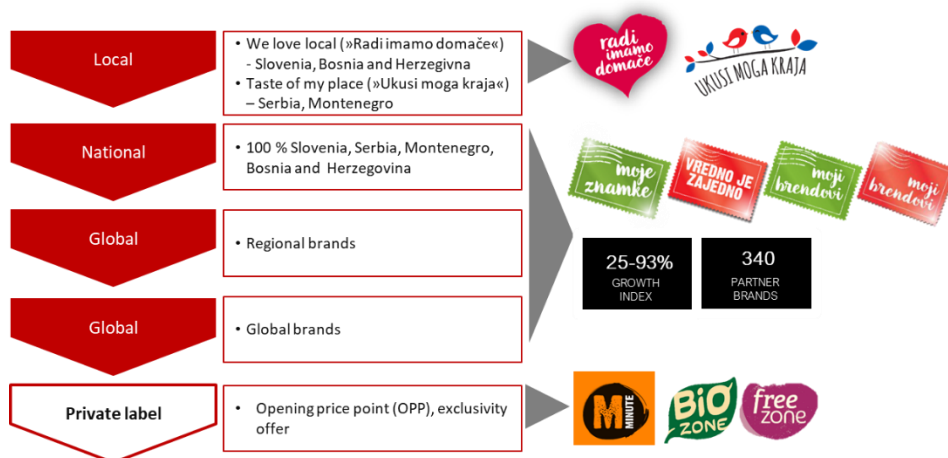 Local
• We love local (»Radi imamo domače«)
- Slovenia, Bosnia and Herzegivna
• Taste of my place (»Ukusi moga kraja«)
– Serbia, Montenegro
radi
imamo
domače
UKUSI MOGA KRAJA
National
• 100 % Slovenia, Serbia, Montenegro,
Bosnia and Herzegovina
moje
znamke
VREDNO JE
ZAJEDNO
moji
brendovi
moji
brendovi
Global
• Regional brands
25-93%
GROWTH
INDEX
340
PARTNER
BRANDS
Global
• Global brands
Private label
• Opening price point (OPP), exclusivity
offer
M
MINUTE
BiO
ZONE
free
zone